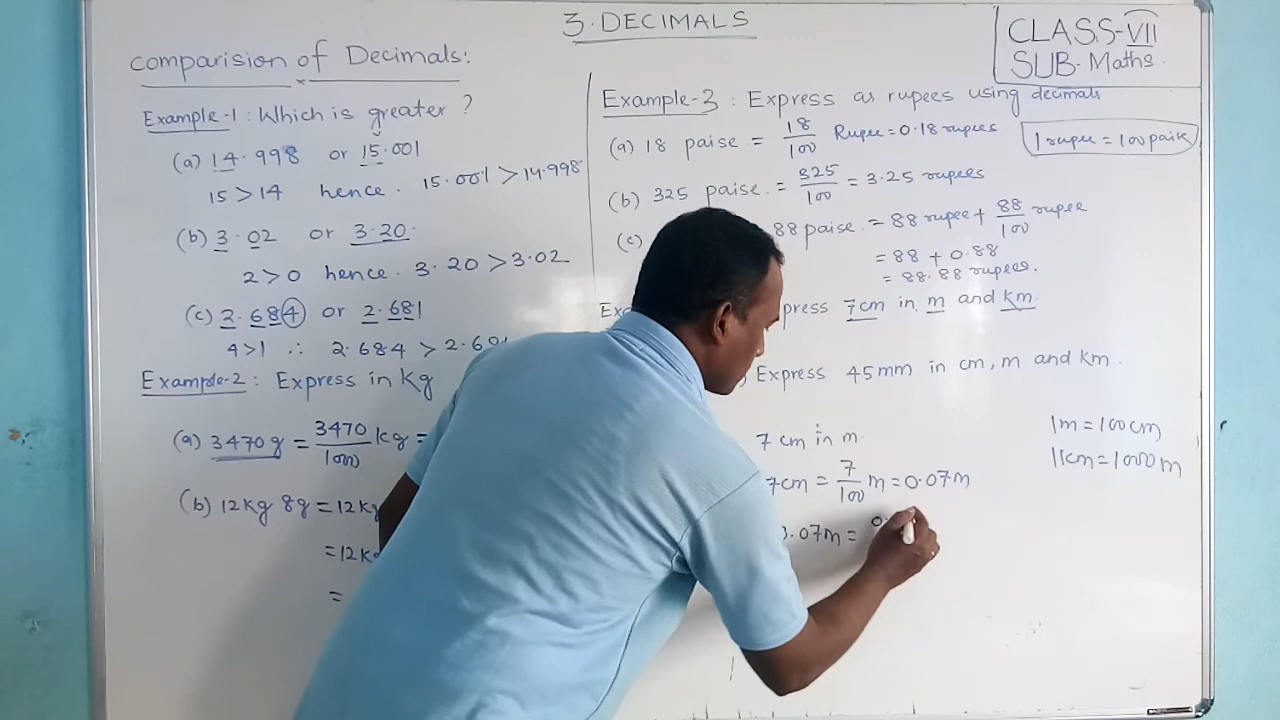 3. DECIMALS
CLASS-VII
SUB- Maths.
comparision of Decimals:
Example-1: Which is greater?
(a) 14.998 or 15.001
15 > 14 hence. 15.001 > 14.998
(b) 3.02 or 3.20.
2 > 0 hence. 3.20 > 3.02
(c) 2.684 or 2.681
4 > 1 ∴ 2.684 > 2.681
Example-2: Express in Kg
(a) 3470 g = 3470/1000 kg =
(b) 12Kg 8g = 12Kg
= 12Kg
=
Example-3: Express as rupees using decimals
(a) 18 paise = 18/100 Rupee = 0.18 rupees
1 rupee = 100 paise
(b) 325 paise. = 325/100 = 3.25 rupees
(c) 88 paise. = 88 rupee + 88/100 rupee
= 88 + 0.88
= 88.88 rupees.
press 7cm in m and km.
Express 45mm in cm, m and km.
7 cm in m.
1m = 100cm
1km = 1000m
7cm = 7/100 m = 0.07m
.07m = 0.